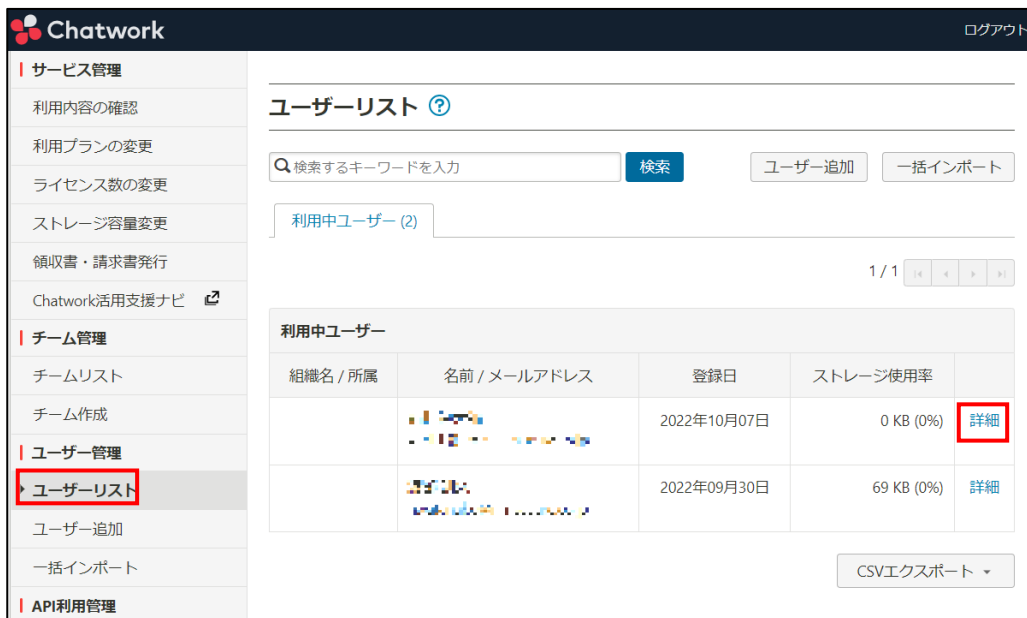 Chatwork
ログアウト
サービス管理
利用内容の確認
利用プランの変更
ライセンス数の変更
ストレージ容量変更
領収書・請求書発行
Chatwork活用支援ナビ
チーム管理
チームリスト
チーム作成
ユーザー管理
ユーザーリスト
ユーザー追加
一括インポート
API利用管理
ユーザーリスト ?
検索するキーワードを入力 検索 ユーザー追加 一括インポート
利用中ユーザー (2)
1 / 1
利用中ユーザー
組織名 / 所属 名前 / メールアドレス 登録日 ストレージ使用率
2022年10月07日 0 KB (0%) 詳細
2022年09月30日 69 KB (0%) 詳細
CSVエクスポート